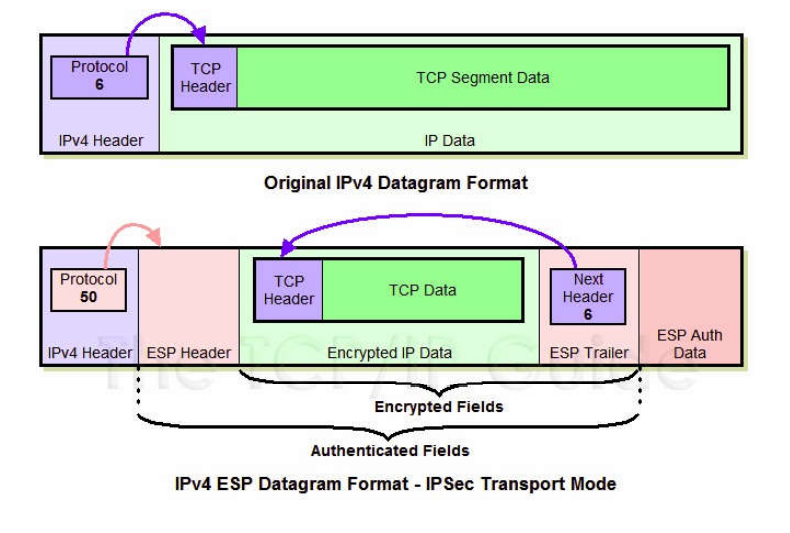 Protocol
6
TCP
Header
TCP Segment Data
IPv4 Header
IP Data
Original IPv4 Datagram Format
Protocol
50
TCP
Header
TCP Data
Next
Header
6
IPv4 Header
ESP Header
Encrypted IP Data
ESP Trailer
ESP Auth
Data
The TCP/IP Guide
Encrypted Fields
Authenticated Fields
IPv4 ESP Datagram Format - IPSec Transport Mode